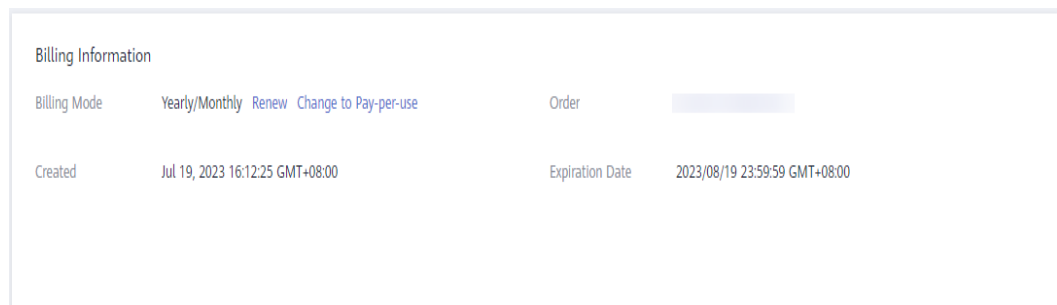 Billing Information
Billing Mode Yearly/Monthly Renew Change to Pay-per-use Order
Created Jul 19, 2023 16:12:25 GMT+08:00 Expiration Date 2023/08/19 23:59:59 GMT+08:00